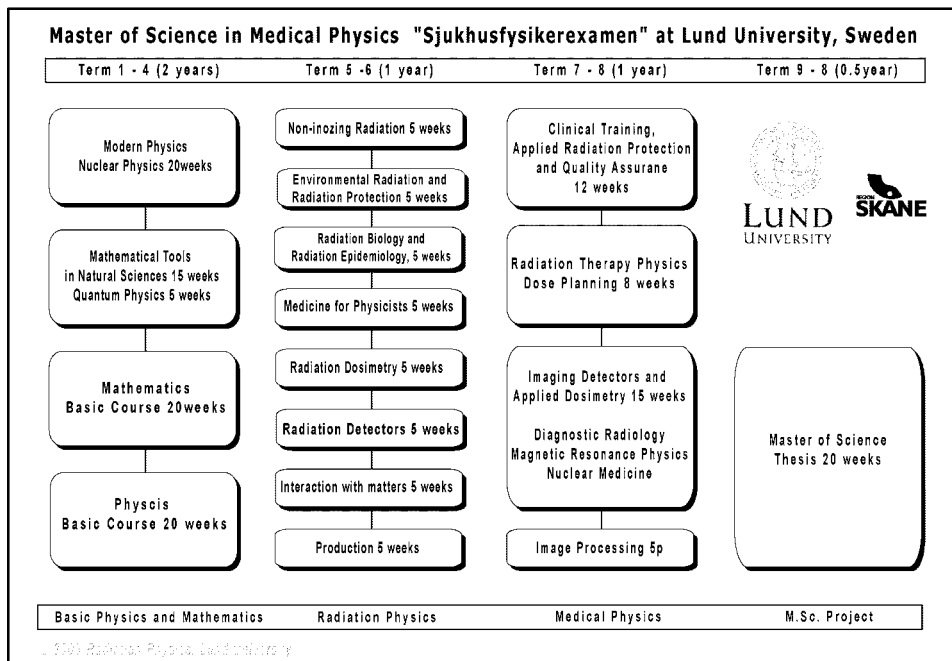 Master of Science in Medical Physics "Sjukhusfysikerexamen" at Lund University, Sweden
Term 1 - 4 (2 years)
Term 5 -6 (1 year)
Term 7 - 8 (1 year)
Term 9 - 8 (0.5year)
Modern Physics
Nuclear Physics 20weeks
Mathematical Tools
in Natural Sciences 15 weeks
Quantum Physics 5 weeks
Mathematics
Basic Course 20weeks
Physcis
Basic Course 20 weeks
Non-inozing Radiation 5 weeks
Environmental Radiation and
Radiation Protection 5 weeks
Radiation Biology and
Radiation Epidemiology, 5 weeks
Medicine for Physicists 5 weeks
Radiation Dosimetry 5 weeks
Radiation Detectors 5 weeks
Interaction with matters 5 weeks
Production 5 weeks
Clinical Training,
Applied Radiation Protection
and Quality Assurane
12 weeks
Radiation Therapy Physics
Dose Planning 8 weeks
Imaging Detectors and
Applied Dosimetry 15 weeks
Diagnostic Radiology
Magnetic Resonance Physics
Nuclear Medicine
Image Processing 5p
LUND
UNIVERSITY
REGION
SKANE
Master of Science
Thesis 20 weeks
Basic Physics and Mathematics
Radiation Physics
Medical Physics
M.Sc. Project
Radiation Physics, Lund University